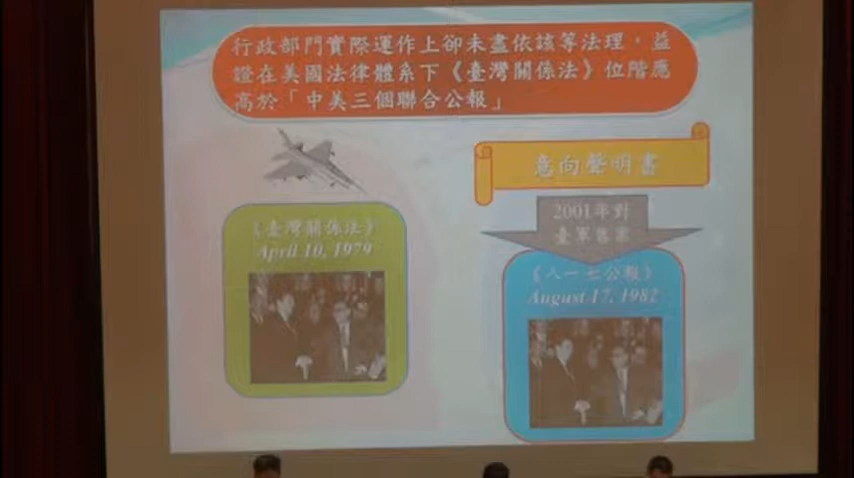 行政部門實際運作上卻未盡依該等法理，益
證在美國法律體系下《臺灣關係法》位階應
高於「中美三個聯合公報」
意向聲明書
2001年對
臺軍售案
《臺灣關係法》
April 10, 1979
《八一七公報》
August 17, 1982